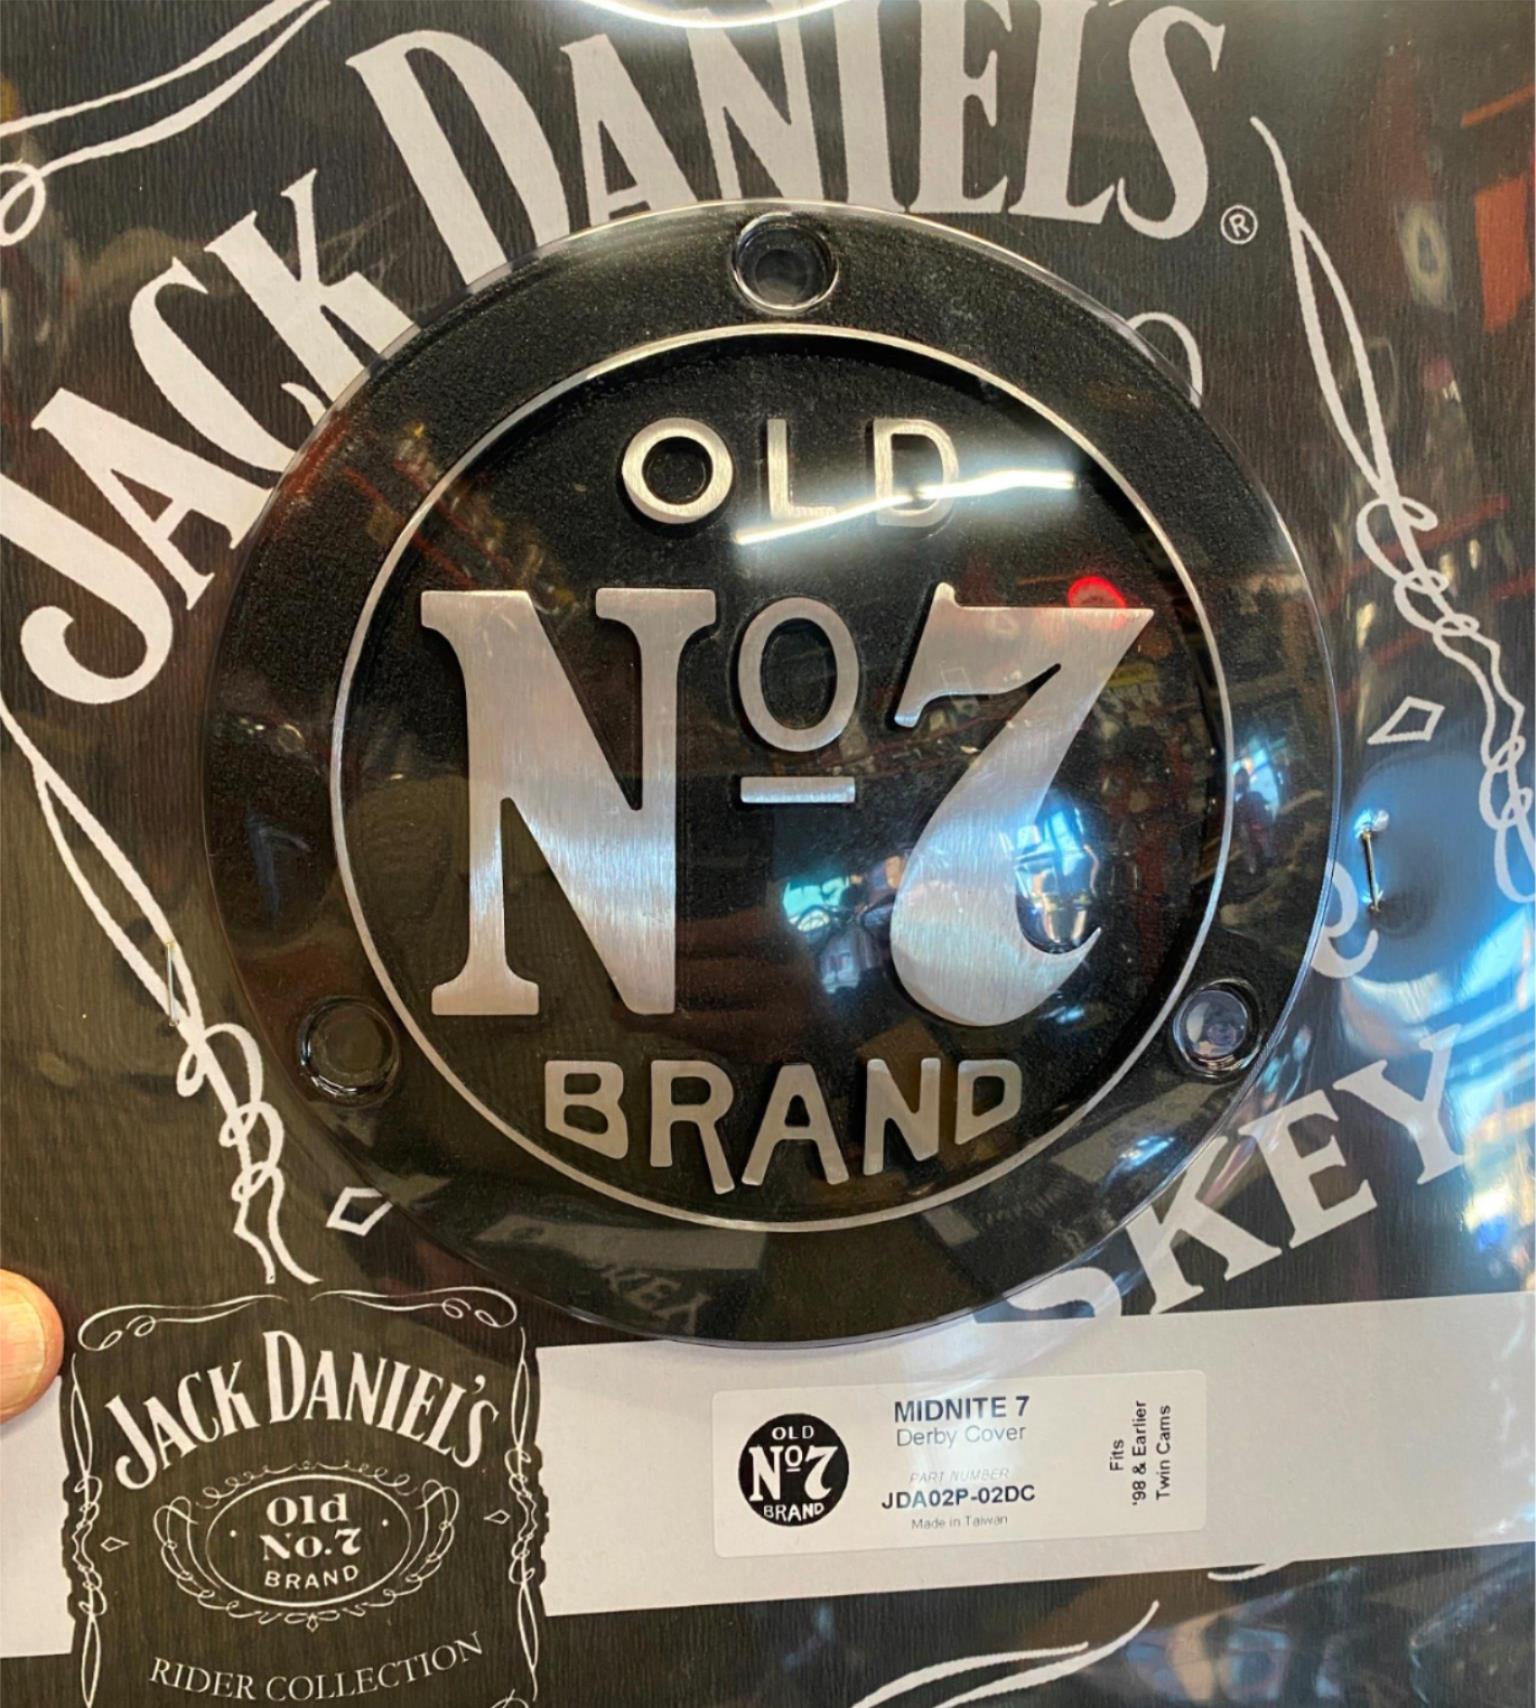 JACK DANIEL'S®
OLD
Nº7
BRAND
SKEY
JACK DANIEL'S
Old
No.7
BRAND
RIDER COLLECTION
OLD
Nº7
BRAND
MIDNITE 7
Derby Cover
PART NUMBER
JDA02P-02DC
Made in Taiwan
Fits
'98 & Earlier
Twin Cams